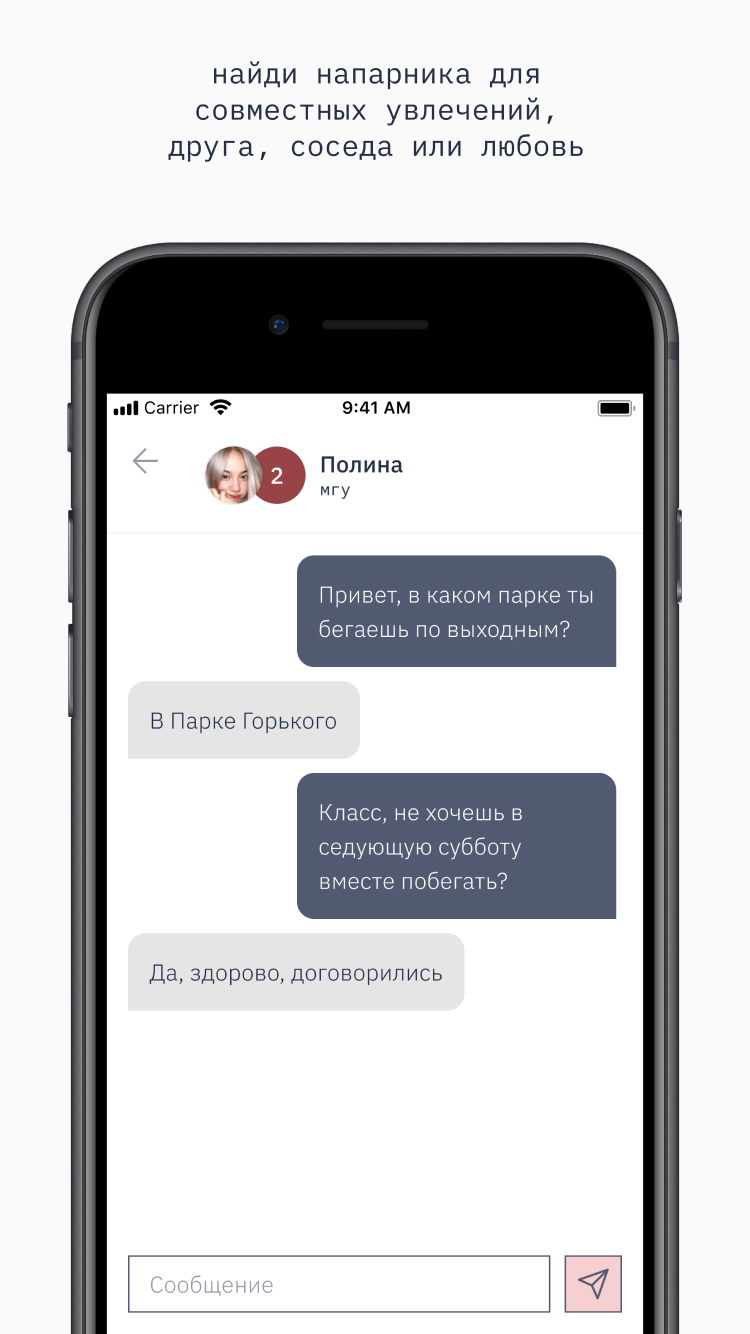 найди напарника для
совместных увлечений,
друга, соседа или любовь
Carrier
9:41 AM
2
Полина
мгу
Привет, в каком парке ты
бегаешь по выходным?
В Парке Горького
Класс, не хочешь в
седующую субботу
вместе побегать?
Да, здорово, договорились
Сообщение